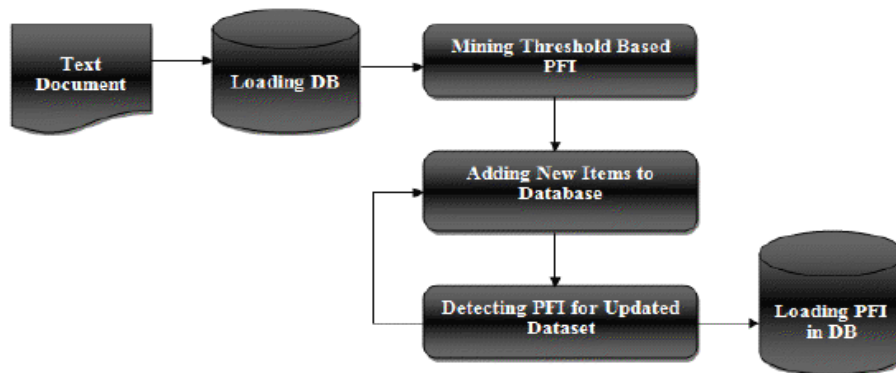 Text
Document
Loading DB
Mining Threshold Based
PFI
Adding New Items to
Database
Detecting PFI for Updated
Dataset
Loading PFI
in DB